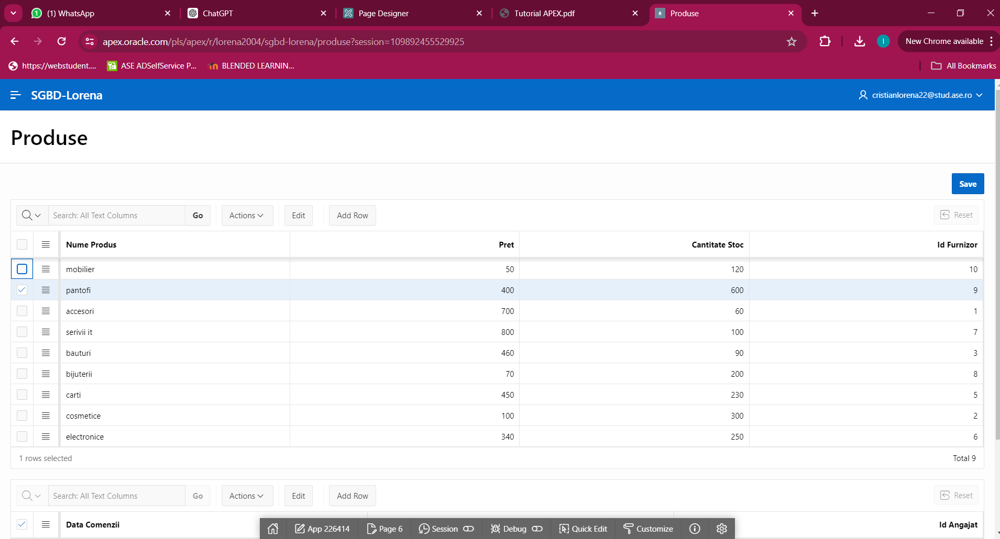 (1) WhatsApp
ChatGPT
Page Designer
Tutorial APEX.pdf
Produse
apex.oracle.com/pls/apex/r/lorena2004/sgbd-lorena/produse?session=109892455529925
I
New Chrome available
https://webstudent....
ASE ADSelfService P...
BLENDED LEARNIN...
All Bookmarks
SGBD-Lorena
cristianlorena22@stud.ase.ro
Produse
Save
Search: All Text Columns Go Actions Edit Add Row Reset
Nume Produs Pret Cantitate Stoc Id Furnizor
mobilier 50 120 10
pantofi 400 600 9
accesori 700 60 1
serivii it 800 100 7
bauturi 460 90 3
bijuterii 70 200 8
carti 450 230 5
cosmetice 100 300 2
electronice 340 250 6
1 rows selected Total 9
Search: All Text Columns Go Actions Edit Add Row Reset
Data Comenzii Id Angajat
App 226414 Page 6 Session Debug Quick Edit Customize